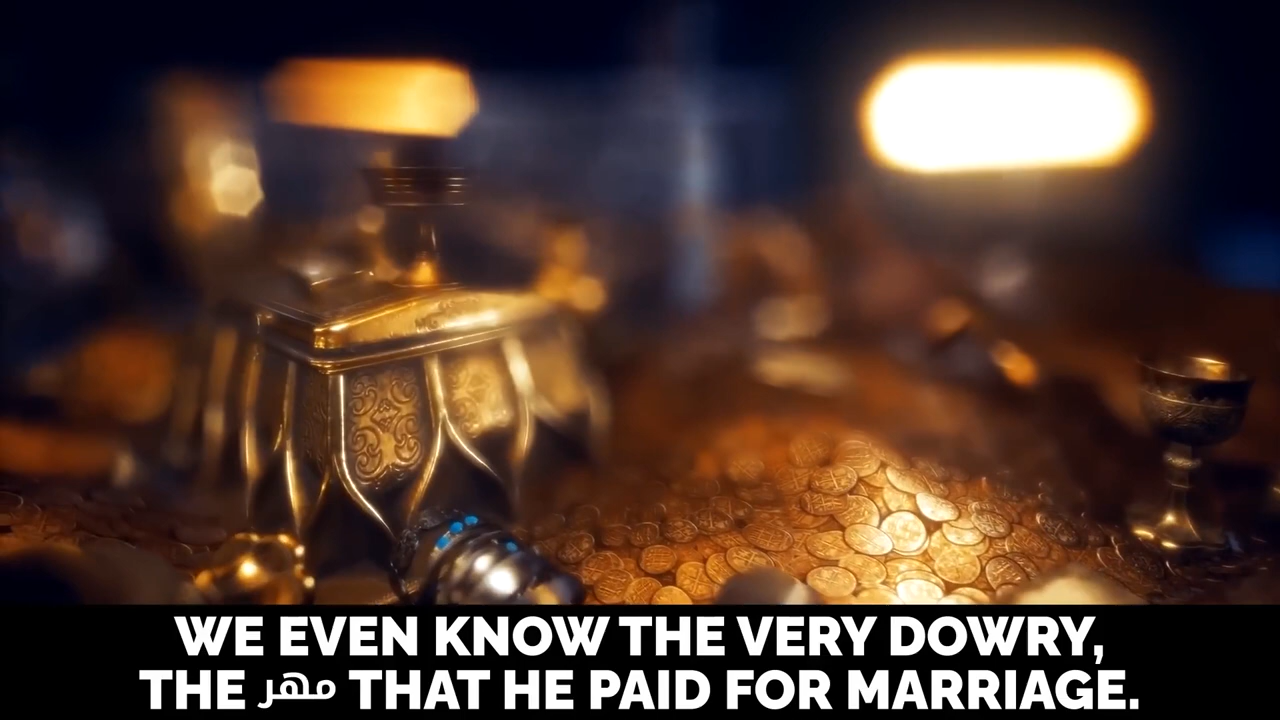 WE EVEN KNOW THE VERY DOWRY,
THE مهر THAT HE PAID FOR MARRIAGE.